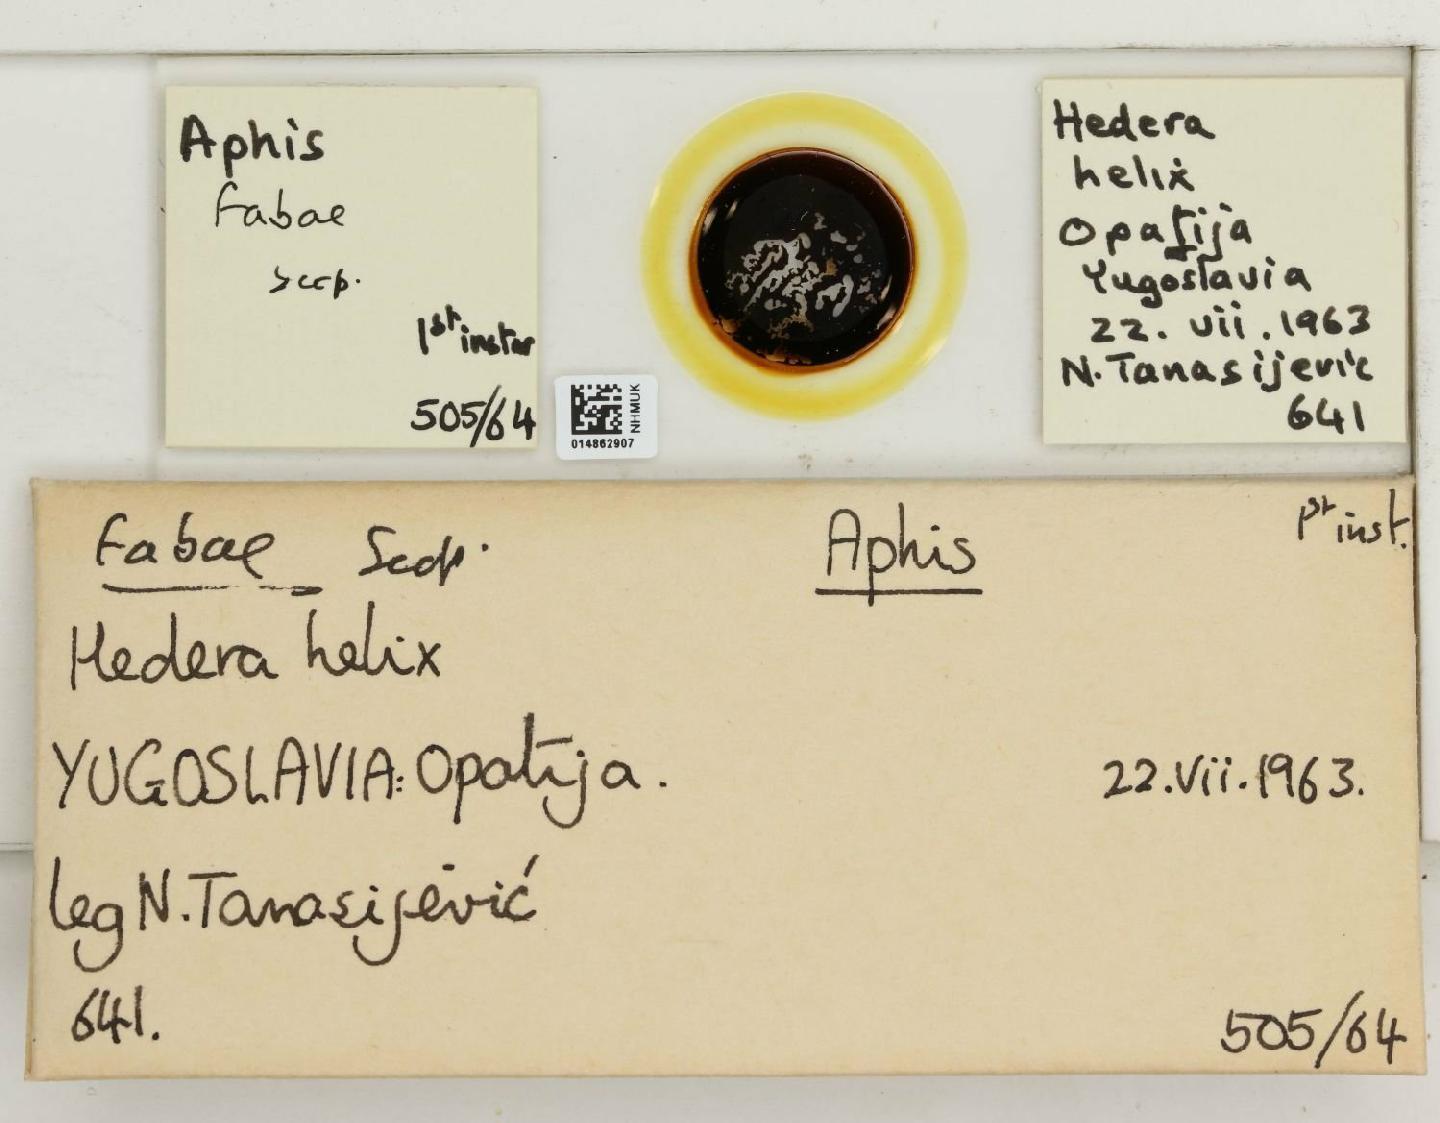 Aphis
fabae
Scop.
1st instar
505/64
NHMUK
014862907
Hedera
helix
Opatija
Yugoslavia
22. vii. 1963
N. Tanasijević
641
fabae Scop. Aphis 1st inst.
Hedera helix
YUGOSLAVIA: Opatija. 22.Vii.1963.
leg N. Tanasijević
641. 505/64